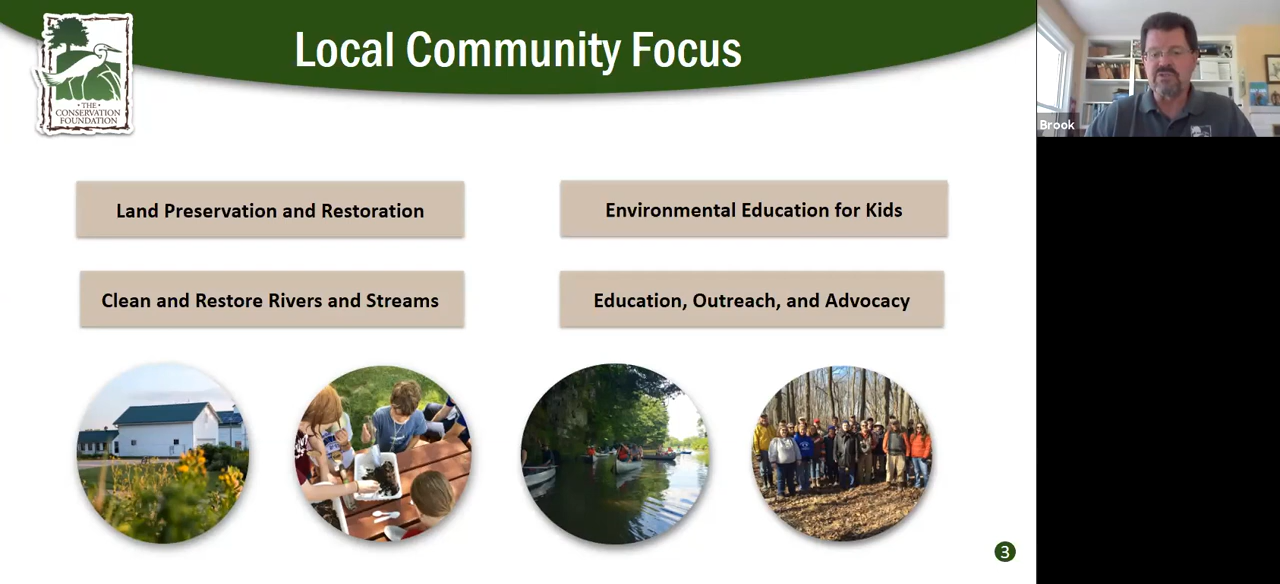 Local Community Focus
• THE •
CONSERVATION
FOUNDATION
Brook
Land Preservation and Restoration
Environmental Education for Kids
Clean and Restore Rivers and Streams
Education, Outreach, and Advocacy
3